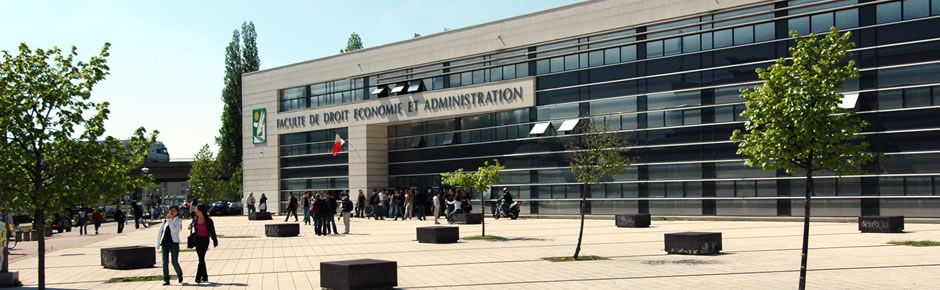 FACULTE DE DROIT ECONOMIE ET ADMINISTRATION